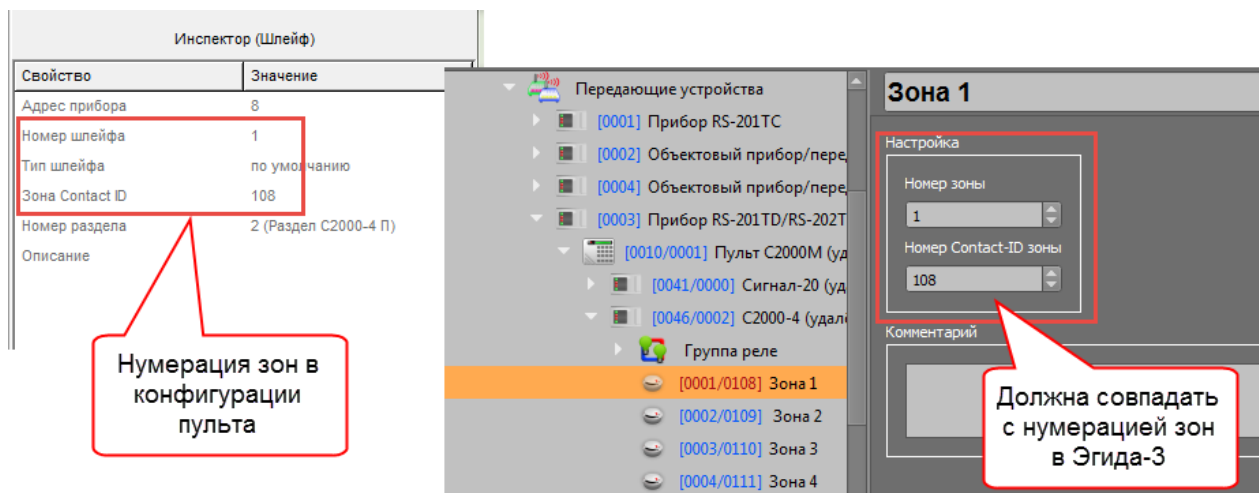 Инспектор (Шлейф)
Свойство Значение
Адрес прибора 8
Номер шлейфа 1
Тип шлейфа по умолчанию
Зона Contact ID 108
Номер раздела 2 (Раздел С2000-4 П)
Описание
Нумерация зон в
конфигурации
пульта
Передающие устройства
[0001] Прибор RS-201TC
[0002] Объектовый прибор/пере
[0004] Объектовый прибор/пере
[0003] Прибор RS-201TD/RS-202T
[0010/0001] Пульт С2000М (уд
[0041/0000] Сигнал-20 (уда
[0046/0002] С2000-4 (удал
Группа реле
[0001/0108] Зона 1
[0002/0109] Зона 2
[0003/0110] Зона 3
[0004/0111] Зона 4
Зона 1
Настройка
Номер зоны
1
Номер Contact-ID зоны
108
Комментарий
Должна совпадать
с нумерацией зон
в Эгида-3